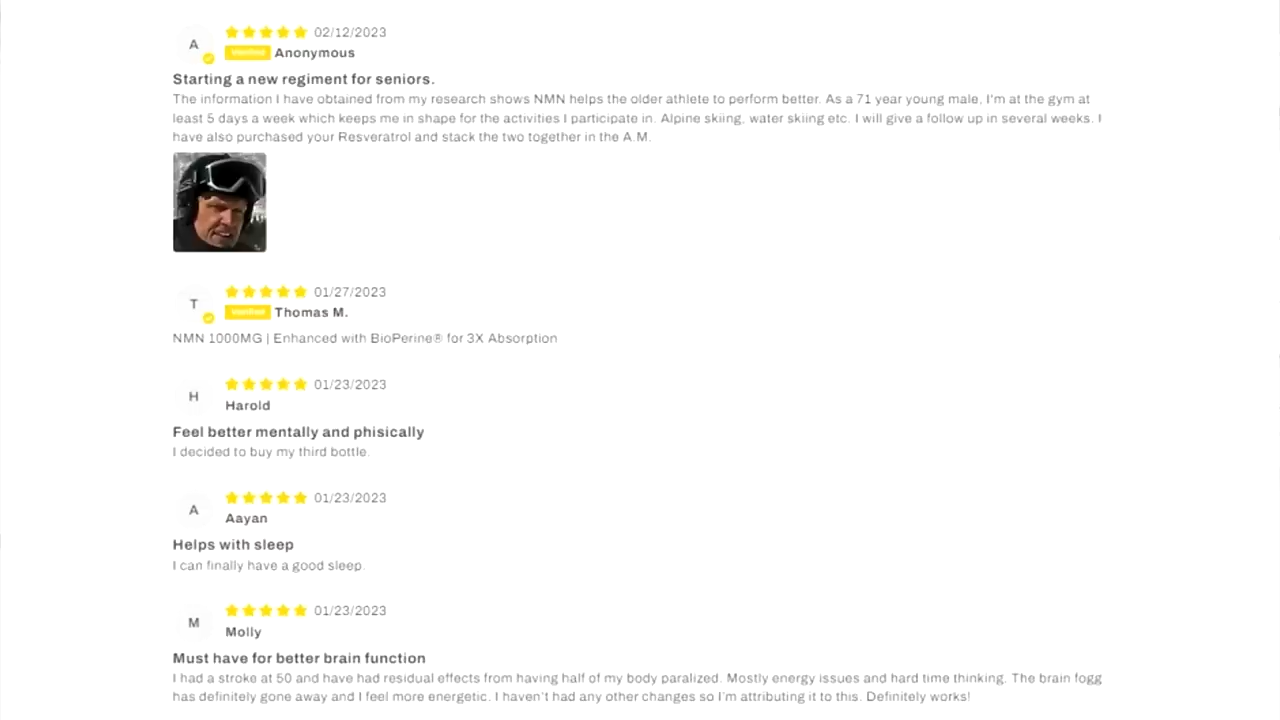 A
02/12/2023
Verified Anonymous
Starting a new regiment for seniors.
The information I have obtained from my research shows NMN helps the older athlete to perform better. As a 71 year young male, I'm at the gym at
least 5 days a week which keeps me in shape for the activities I participate in. Alpine skiing, water skiing etc. I will give a follow up in several weeks. I
have also purchased your Resveratrol and stack the two together in the A.M.
T
01/27/2023
Verified Thomas M.
NMN 1000MG | Enhanced with BioPerine® for 3X Absorption
H
01/23/2023
Harold
Feel better mentally and phisically
I decided to buy my third bottle.
A
01/23/2023
Aayan
Helps with sleep
I can finally have a good sleep.
M
01/23/2023
Molly
Must have for better brain function
I had a stroke at 50 and have had residual effects from having half of my body paralized. Mostly energy issues and hard time thinking. The brain fogg
has definitely gone away and I feel more energetic. I haven't had any other changes so I'm attributing it to this. Definitely works!